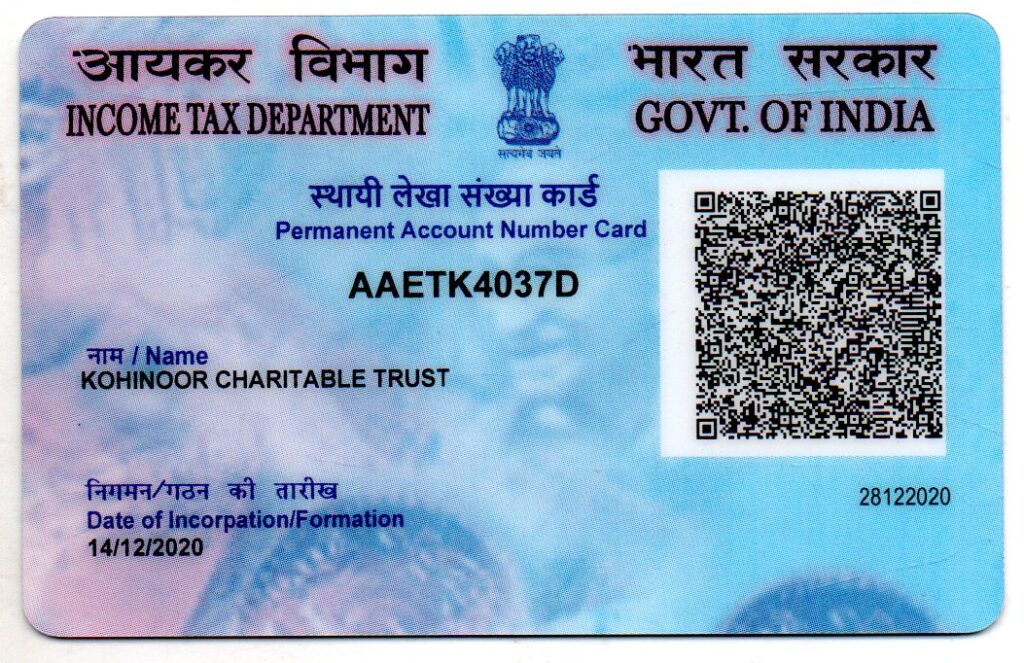 आयकर विभाग
INCOME TAX DEPARTMENT
सत्यमेव जयते
भारत सरकार
GOVT. OF INDIA
स्थायी लेखा संख्या कार्ड
Permanent Account Number Card
AAETK4037D
नाम / Name
KOHINOOR CHARITABLE TRUST
निगमन/गठन की तारीख
Date of Incorpation/Formation
14/12/2020
28122020